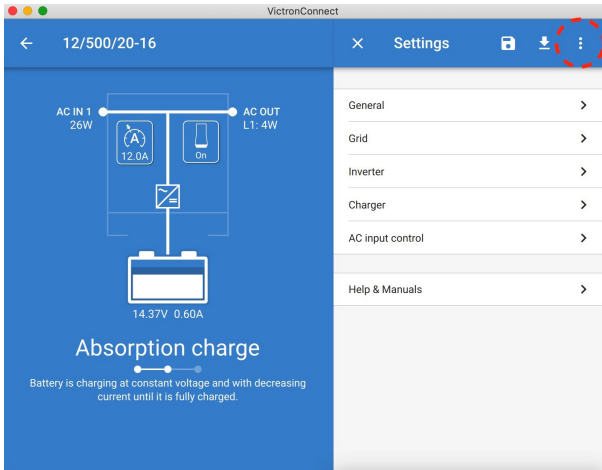 VictronConnect
12/500/20-16
AC IN 1
26W
AC OUT
L1: 4W
A
12.0A
On
14.37V 0.60A
Absorption charge
Battery is charging at constant voltage and with decreasing
current until it is fully charged.
Settings
General
Grid
Inverter
Charger
AC input control
Help & Manuals